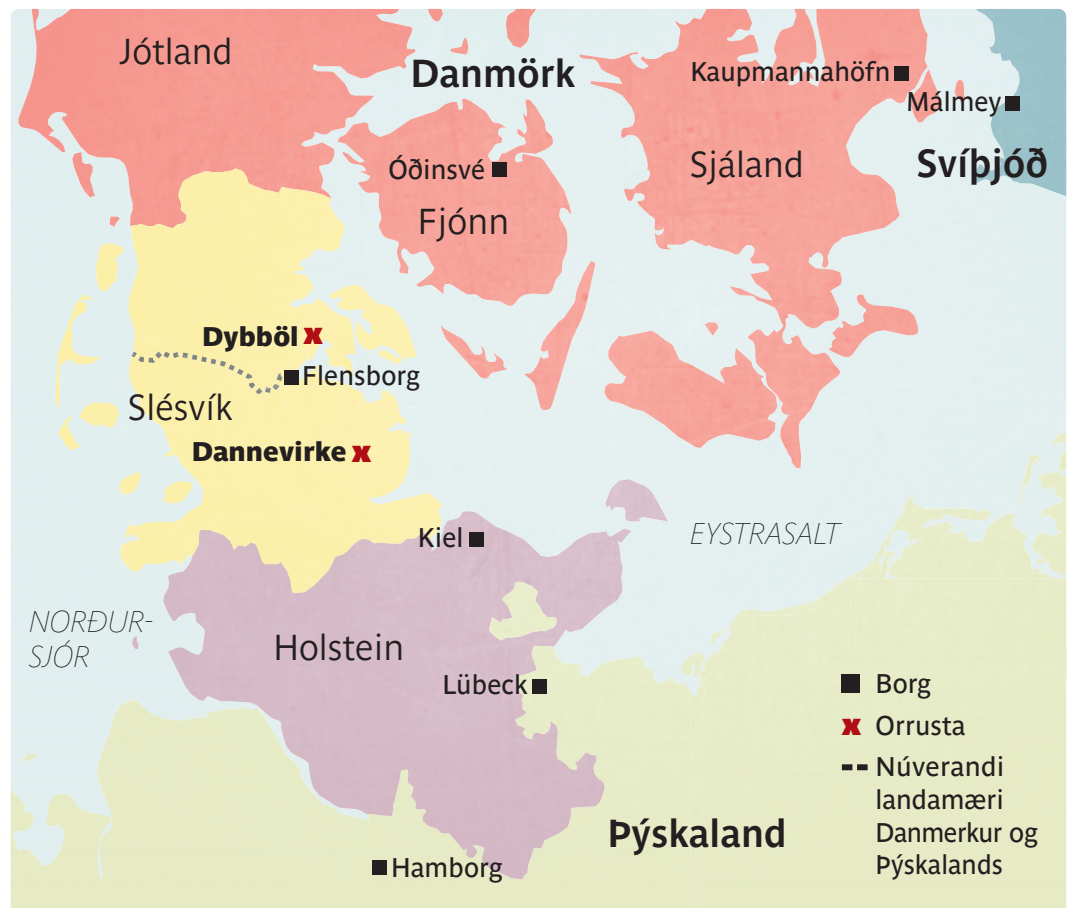 Jótland
Danmörk
Kaupmannahöfn
Málmey
Óðinsvé
Sjáland
Svíþjóð
Fjónn
Dybböl
Flensborg
Slésvík
Dannevirke
Kiel
EYSTRASALT
NORÐUR-
SJÓR
Holstein
Lübeck
Borg
Orrusta
Núverandi
landamæri
Danmerkur og
Þýskalands
Þýskaland
Hamborg